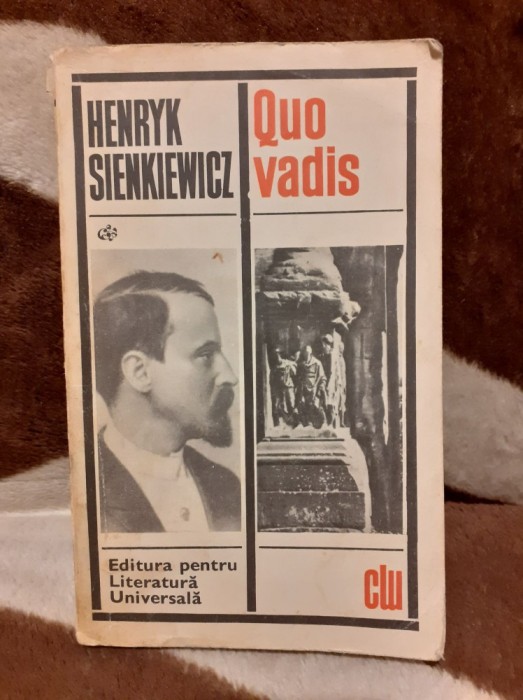 HENRYK
SIENKIEWICZ
Quo
vadis
Editura pentru
Literatură
Universală
clu